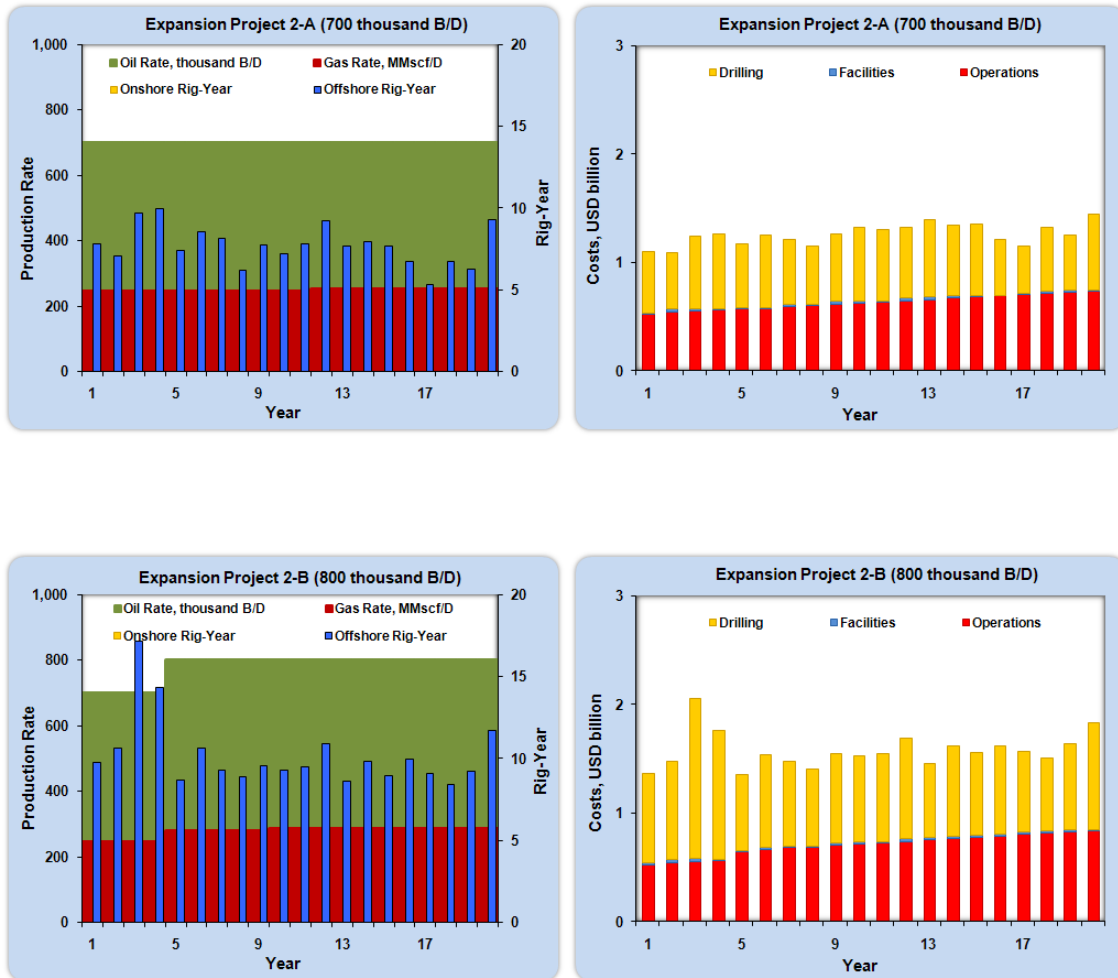 Expansion Project 2-A (700 thousand B/D)
1,000
800
600
400
200
0
Production Rate
Oil Rate, thousand B/D
Gas Rate, MMscf/D
Onshore Rig-Year
Offshore Rig-Year
20
15
10
5
0
Rig-Year
1 5 9 13 17
Year
Expansion Project 2-A (700 thousand B/D)
3
2
1
0
Costs, USD billion
Drilling Facilities Operations
1 5 9 13 17
Year
Expansion Project 2-B (800 thousand B/D)
1,000
800
600
400
200
0
Production Rate
Oil Rate, thousand B/D
Gas Rate, MMscf/D
Onshore Rig-Year
Offshore Rig-Year
20
15
10
5
0
Rig-Year
1 5 9 13 17
Year
Expansion Project 2-B (800 thousand B/D)
3
2
1
0
Costs, USD billion
Drilling Facilities Operations
1 5 9 13 17
Year